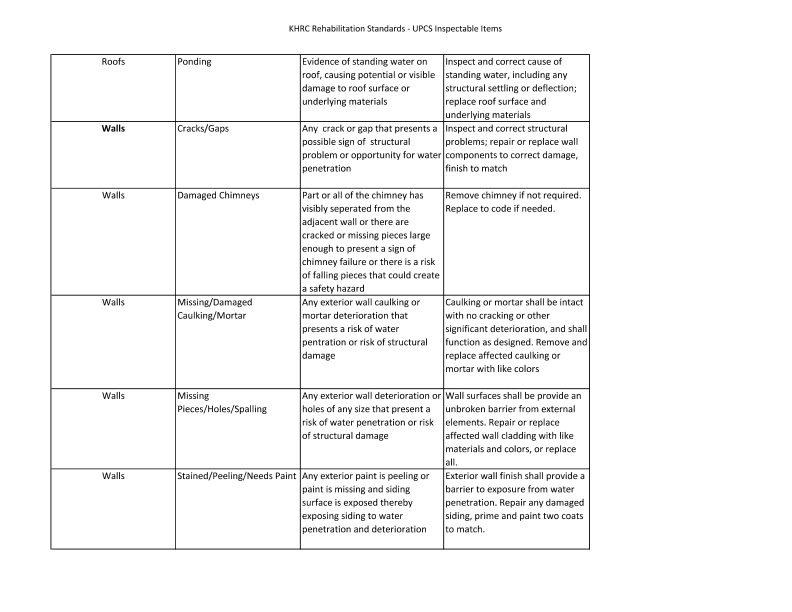 KHRC Rehabilitation Standards - UPCS Inspectable Items
Roofs
Ponding
Evidence of standing water on
roof, causing potential or visible
damage to roof surface or
underlying materials
Inspect and correct cause of
standing water, including any
structural settling or deflection;
replace roof surface and
underlying materials
Walls
Cracks/Gaps
Any  crack or gap that presents a
possible sign of  structural
problem or opportunity for water
penetration
Inspect and correct structural
problems; repair or replace wall
components to correct damage,
finish to match
Walls
Damaged Chimneys
Part or all of the chimney has
visibly seperated from the
adjacent wall or there are
cracked or missing pieces large
enough to present a sign of
chimney failure or there is a risk
of falling pieces that could create
a safety hazard
Remove chimney if not required.
Replace to code if needed.
Walls
Missing/Damaged
Caulking/Mortar
Any exterior wall caulking or
mortar deterioration that
presents a risk of water
pentration or risk of structural
damage
Caulking or mortar shall be intact
with no cracking or other
significant deterioration, and shall
function as designed. Remove and
replace affected caulking or
mortar with like colors
Walls
Missing
Pieces/Holes/Spalling
Any exterior wall deterioration or
holes of any size that present a
risk of water penetration or risk
of structural damage
Wall surfaces shall be provide an
unbroken barrier from external
elements. Repair or replace
affected wall cladding with like
materials and colors, or replace
all.
Walls
Stained/Peeling/Needs Paint
Any exterior paint is peeling or
paint is missing and siding
surface is exposed thereby
exposing siding to water
penetration and deterioration
Exterior wall finish shall provide a
barrier to exposure from water
penetration. Repair any damaged
siding, prime and paint two coats
to match.